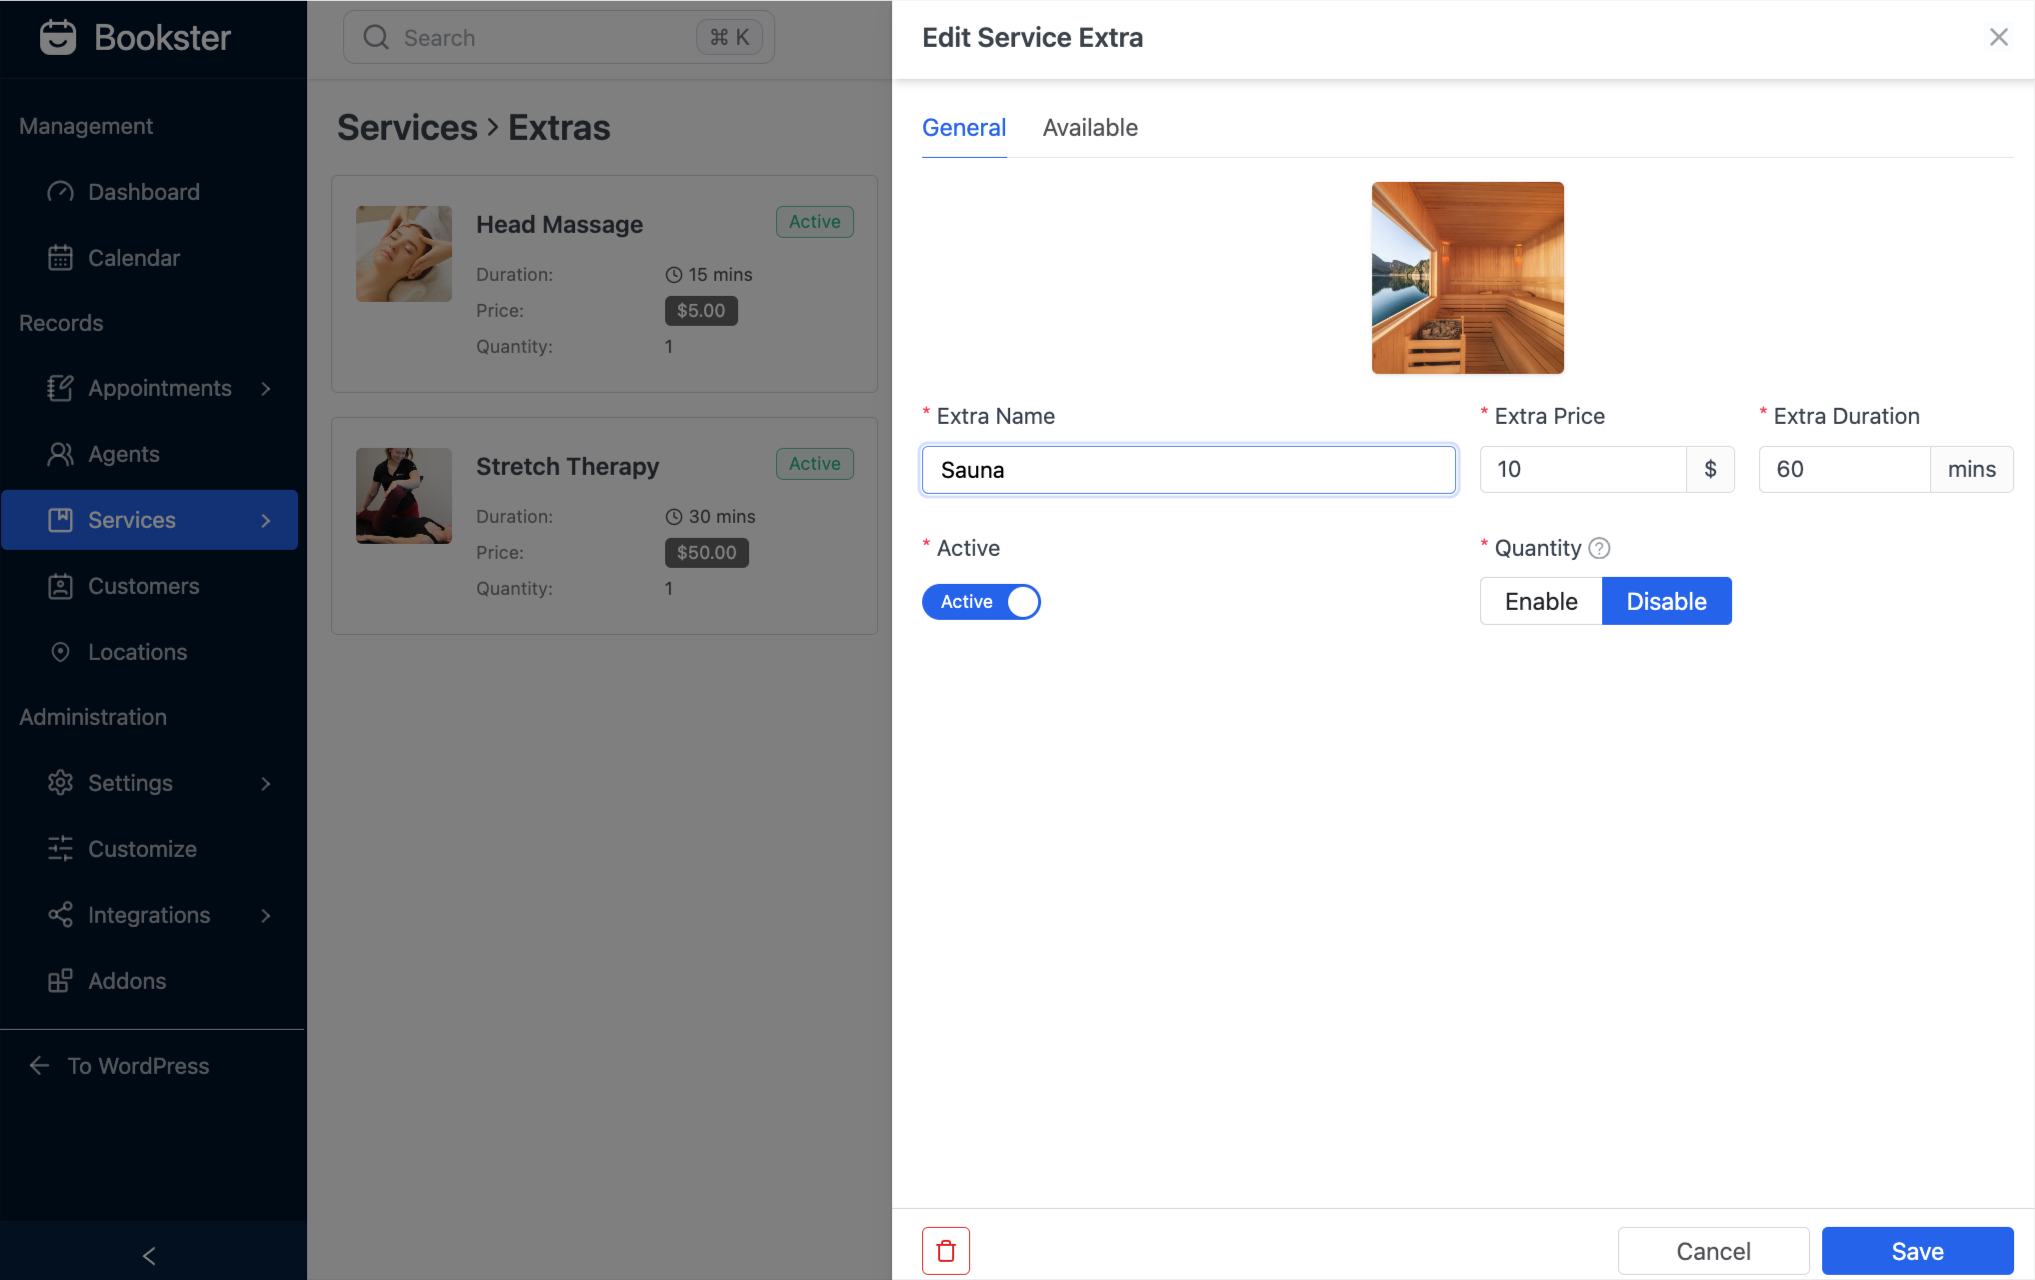 Bookster
Management
Dashboard
Calendar
Records
Appointments
Agents
Services
Customers
Locations
Administration
Settings
Customize
Integrations
Addons
To WordPress
Search
⌘ K
Services > Extras
Head Massage
Active
Duration:
15 mins
Price:
$5.00
Quantity:
1
Stretch Therapy
Active
Duration:
30 mins
Price:
$50.00
Quantity:
1
Edit Service Extra
General
Available
* Extra Name
* Extra Price
* Extra Duration
Sauna
10
$
60
mins
* Active
* Quantity ?
Active
Enable
Disable
Cancel
Save